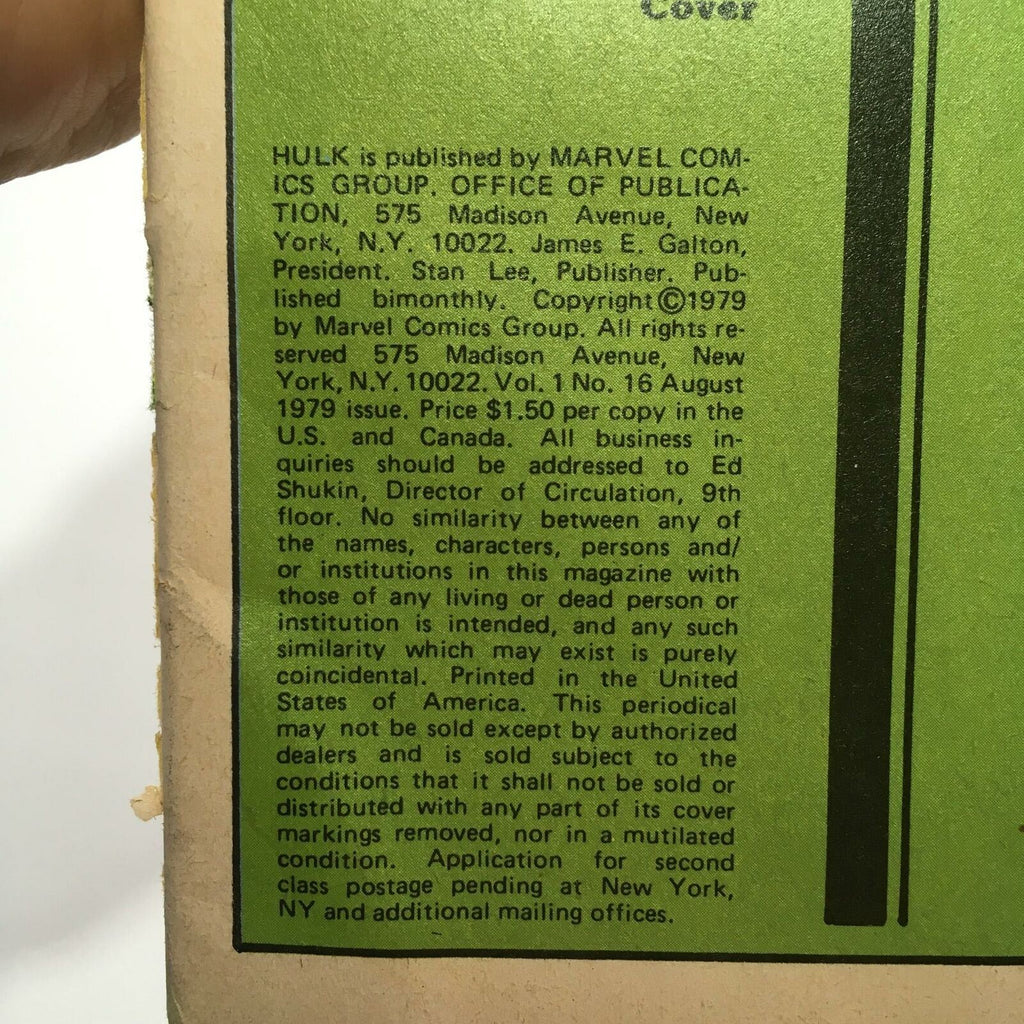 Cover
HULK is published by MARVEL COM-
ICS GROUP. OFFICE OF PUBLICA-
TION, 575 Madison Avenue, New
York, N.Y. 10022. James E. Galton,
President. Stan Lee, Publisher. Pub-
lished bimonthly. Copyright ©1979
by Marvel Comics Group. All rights re-
served 575 Madison Avenue, New
York, N.Y. 10022. Vol. 1 No. 16 August
1979 issue. Price $1.50 per copy in the
U.S. and Canada. All business in-
quiries should be addressed to Ed
Shukin, Director of Circulation, 9th
floor. No similarity between any of
the names, characters, persons and/
or institutions in this magazine with
those of any living or dead person or
institution is intended, and any such
similarity which may exist is purely
coincidental. Printed in the United
States of America. This periodical
may not be sold except by authorized
dealers and is sold subject to the
conditions that it shall not be sold or
distributed with any part of its cover
markings removed, nor in a mutilated
condition. Application for second
class postage pending at New York,
NY and additional mailing offices.